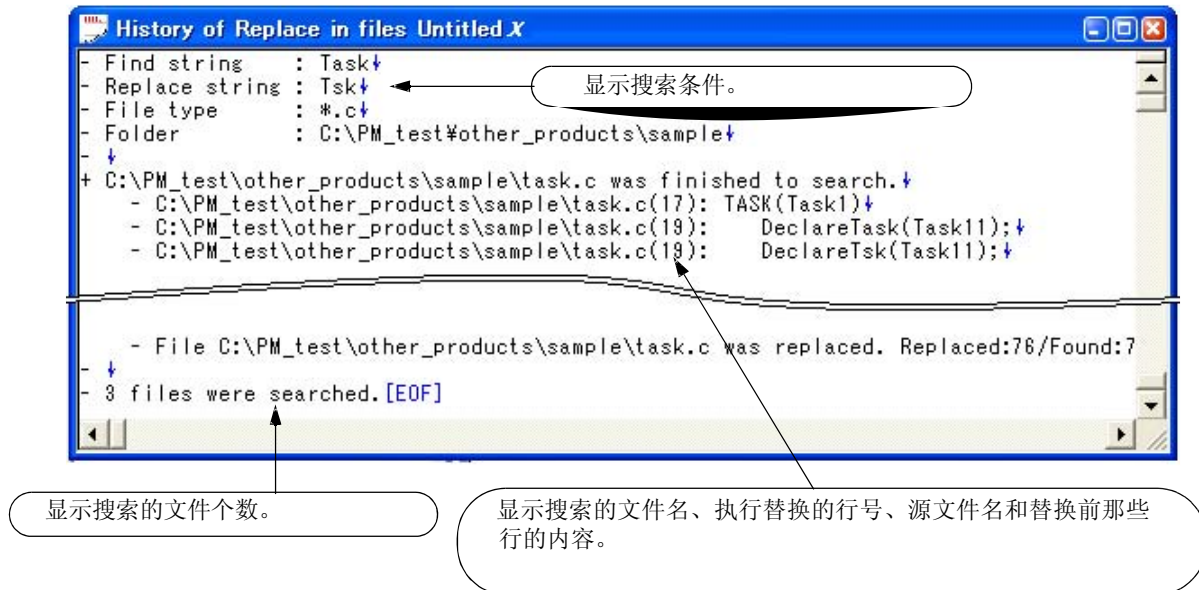 History of Replace in files Untitled X
- Find string : Task↓
- Replace string : Tsk↓
显示搜索条件。
- File type : *.c↓
- Folder : C:\PM_test¥other_products\sample↓
- ↓
+ C:\PM_test\other_products\sample\task.c was finished to search.↓
- C:\PM_test\other_products\sample\task.c(17): TASK(Task1)↓
- C:\PM_test\other_products\sample\task.c(19): DeclareTask(Task11);↓
- C:\PM_test\other_products\sample\task.c(19): DeclareTsk(Task11);↓
- File C:\PM_test\other_products\sample\task.c was replaced. Replaced:76/Found:7
- ↓
- 3 files were searched.[EOF]
显示搜索的文件个数。
显示搜索的文件名、执行替换的行号、源文件名和替换前那些
行的内容。